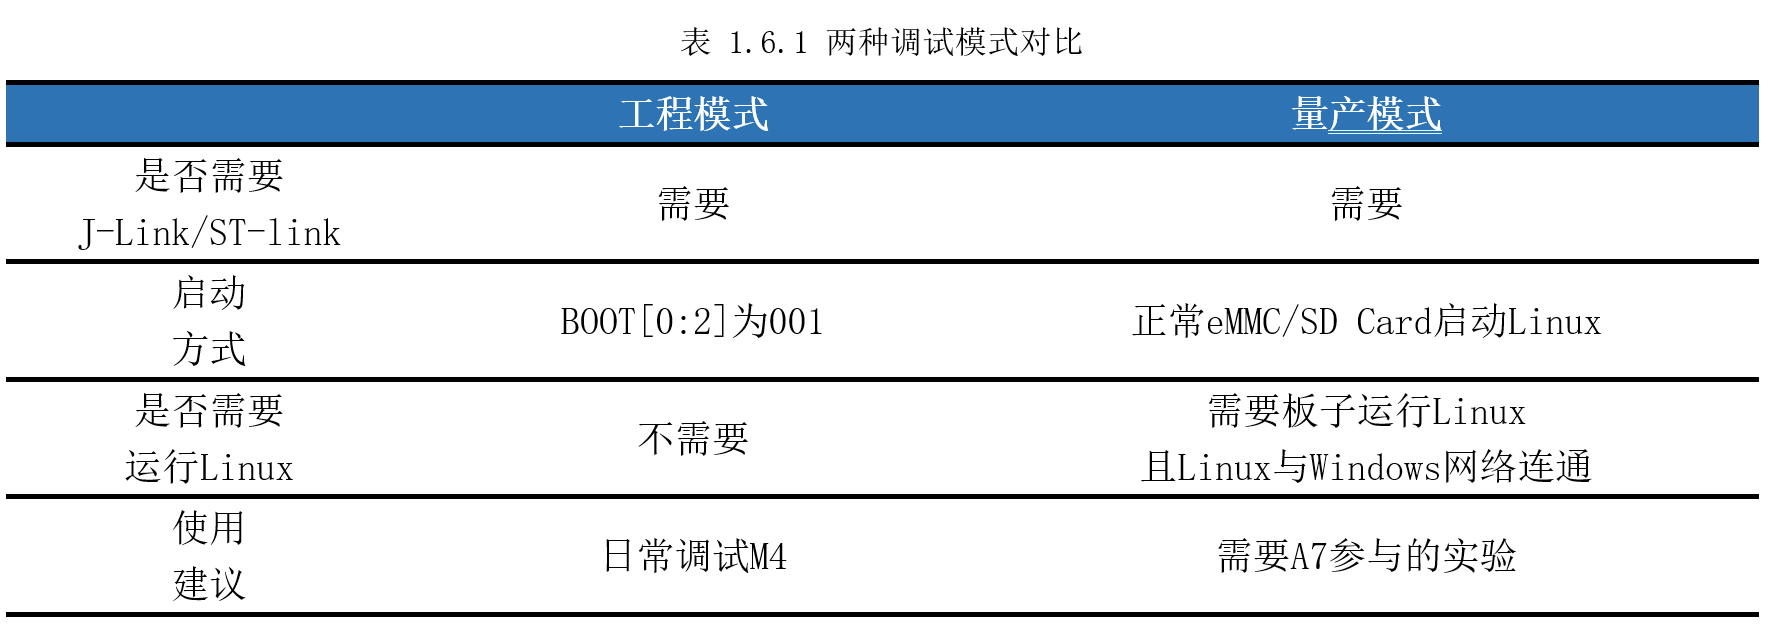 表 1.6.1 两种调试模式对比
工程模式 量产模式
是否需要
J-Link/ST-link
需要 需要
启动
方式
BOOT[0:2]为001 正常eMMC/SD Card启动Linux
是否需要
运行Linux
不需要
需要板子运行Linux
且Linux与Windows网络连通
使用
建议
日常调试M4 需要A7参与的实验